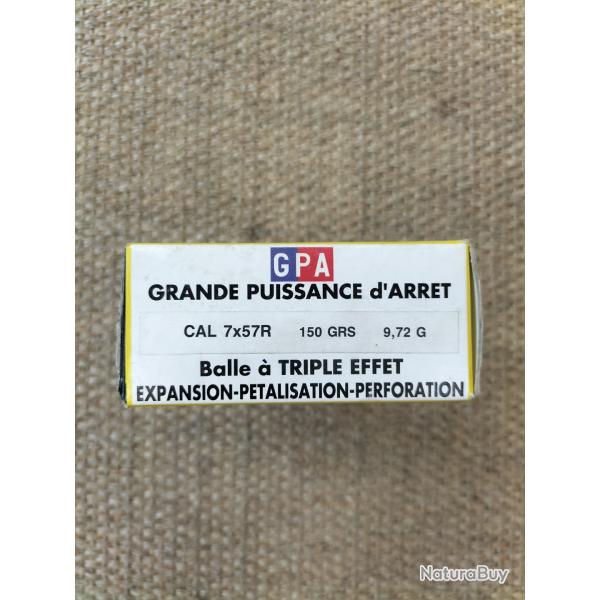 GPA
GRANDE PUISSANCE d'ARRET
CAL 7x57R 150 GRS 9,72 G
Balle à TRIPLE EFFET
EXPANSION-PETALISATION-PERFORATION
NaturaBuy